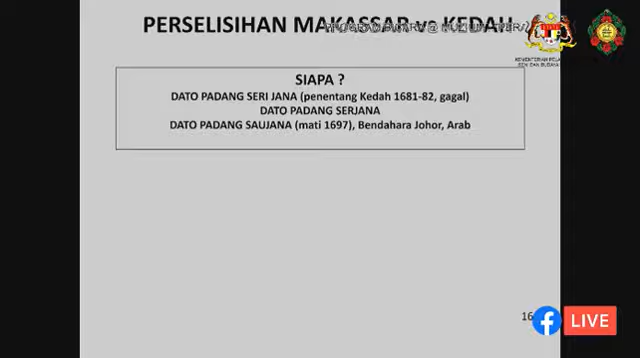 PERSELISIHAN MAKASSAR vs KEDAH
SIAPA ?
DATO PADANG SERI JANA (penentang Kedah 1681-82, gagal)
DATO PADANG SERJANA
DATO PADANG SAUJANA (mati 1697), Bendahara Johor, Arab
16
LIVE